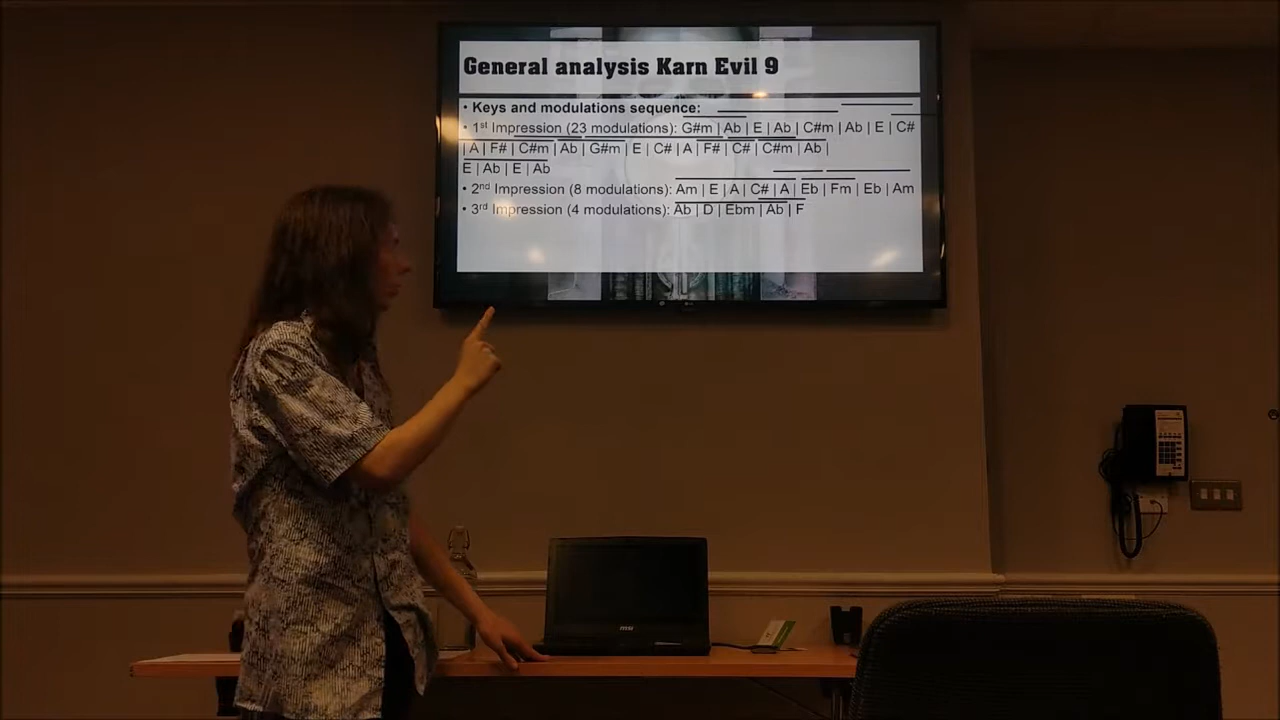 General analysis Karn Evil 9
• Keys and modulations sequence:
• 1st Impression (23 modulations): G#m | Ab | E | Ab | C#m | Ab | E | C#
| A | F# | C#m | Ab | G#m | E | C# | A | F# | C# | C#m | Ab |
E | Ab | E | Ab
• 2nd Impression (8 modulations): Am | E | A | C# | A | Eb | Fm | Eb | Am
• 3rd Impression (4 modulations): Ab | D | Ebm | Ab | F
msi